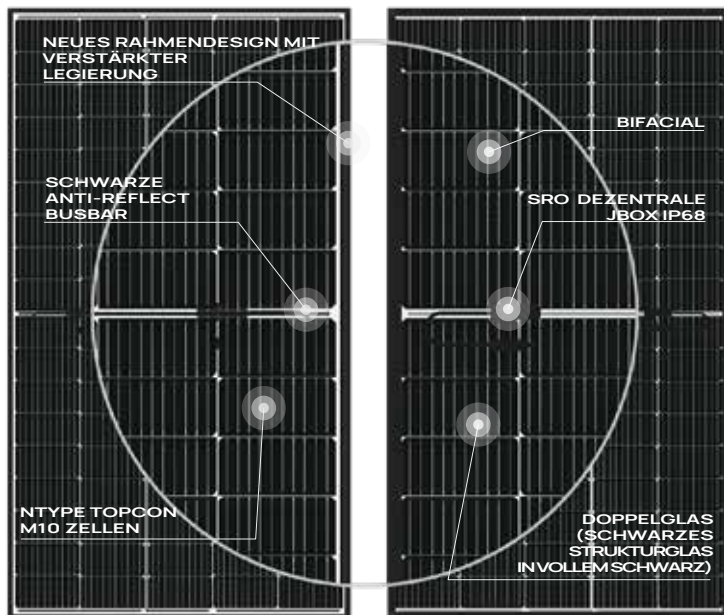 NEUES RAHMENDESIGN MIT
VERSTÄRKTER
LEGIERUNG
SCHWARZE
ANTI-REFLECT
BUSBAR
NTYPE TOPCON
M10 ZELLEN
BIFACIAL
SRO DEZENTRALE
JBOX IP68
DOPPELGLAS
(SCHWARZES
STRUKTURGLAS
IN VOLLEM SCHWARZ)